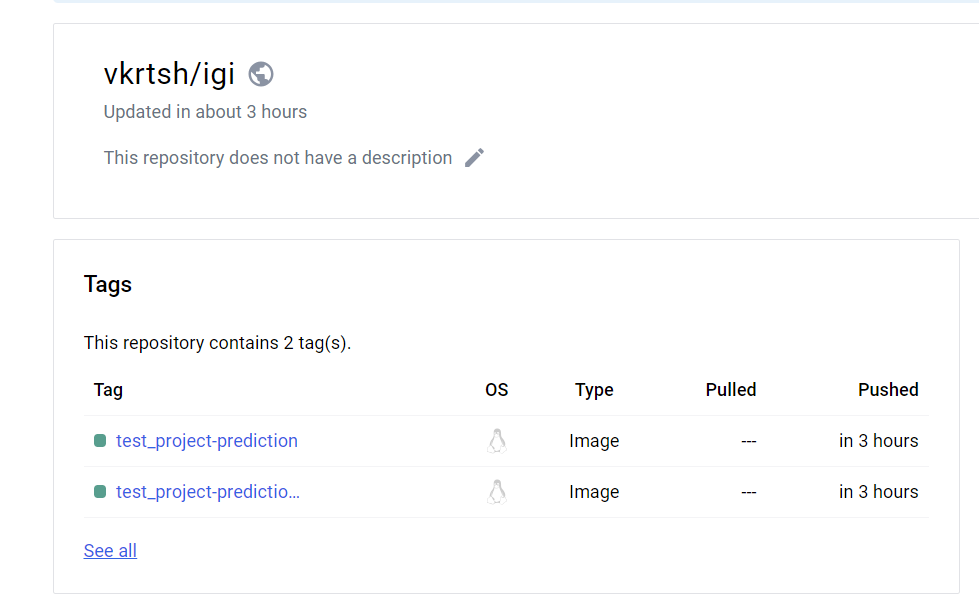 vkrtsh/igi
Updated in about 3 hours
This repository does not have a description
Tags
This repository contains 2 tag(s).
Tag OS Type Pulled Pushed
test_project-prediction Image --- in 3 hours
test_project-predictio... Image --- in 3 hours
See all